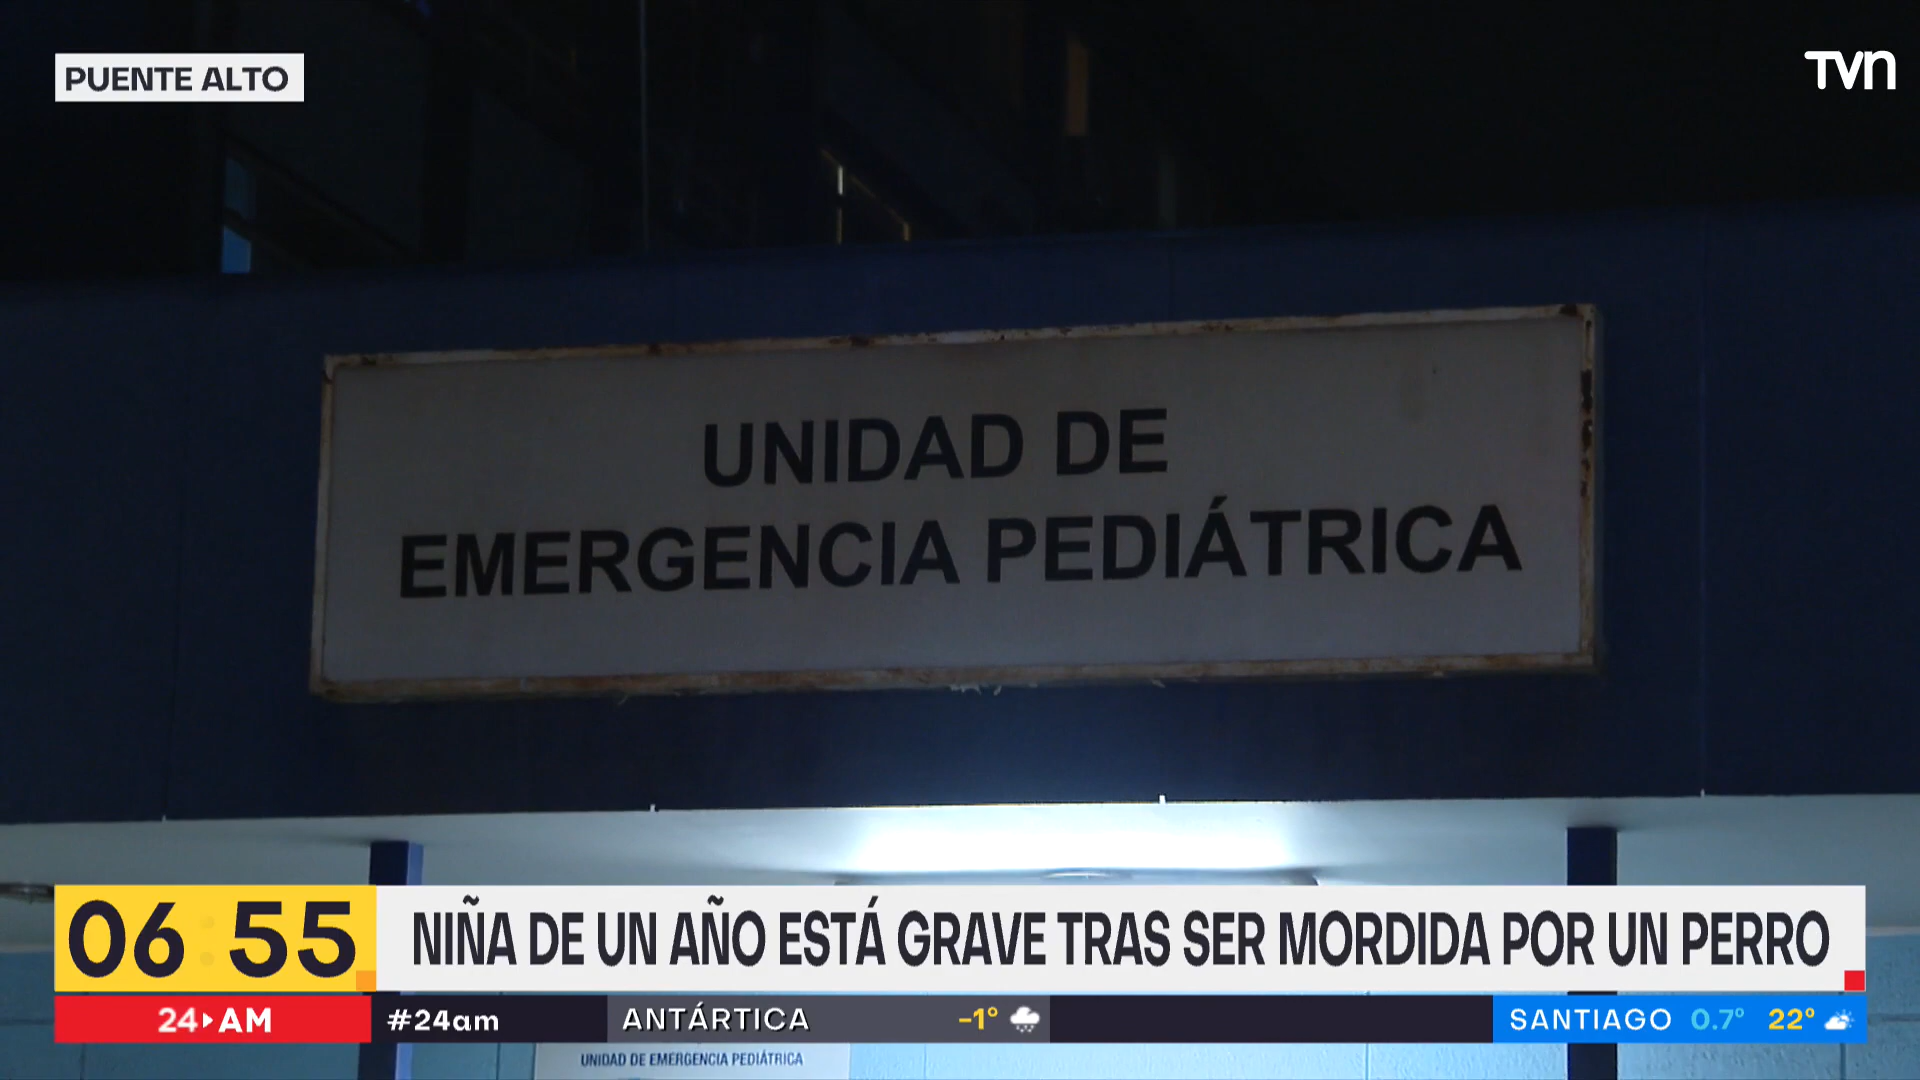 PUENTE ALTO
TVN
UNIDAD DE
EMERGENCIA PEDIÁTRICA
06:55
NIÑA DE UN AÑO ESTÁ GRAVE TRAS SER MORDIDA POR UN PERRO
24 AM
#24am
ANTÁRTICA -1°
SANTIAGO 0.7° 22°
UNIDAD DE EMERGENCIA PEDIÁTRICA